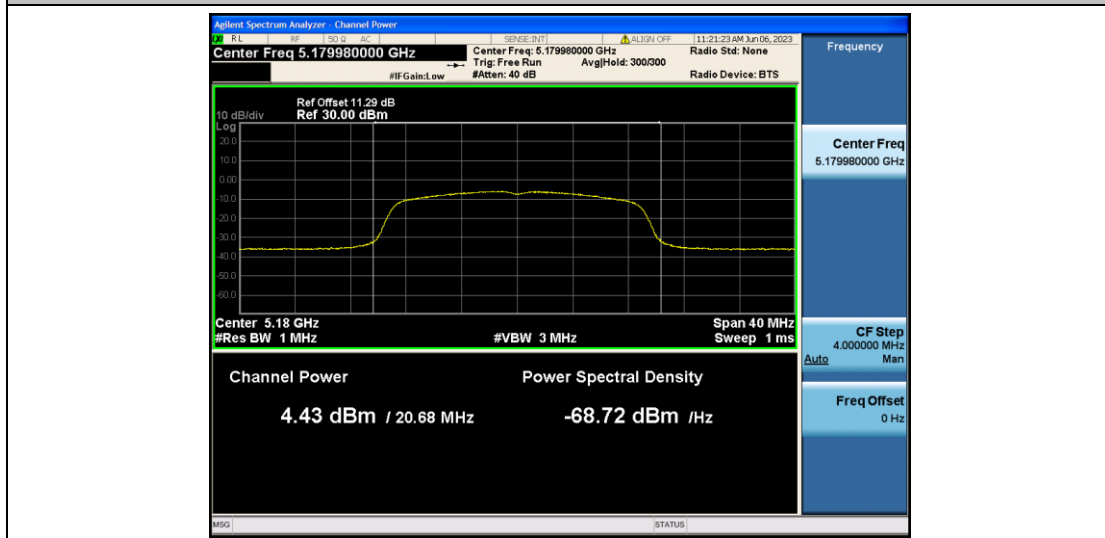 Agilent Spectrum Analyzer - Channel Power
RL RF 50 Ω AC SENSE:INT ALIGN OFF 11:21:23 AM Jun 06, 2023
Center Freq 5.179980000 GHz
Center Freq: 5.179980000 GHz
Radio Std: None
Trig: Free Run Avg|Hold: 300/300
#IFGain:Low #Atten: 40 dB Radio Device: BTS
Frequency
Ref Offset 11.29 dB
10 dB/div Ref 30.00 dBm
Log
20.0
10.0
0.00
-10.0
-20.0
-30.0
-40.0
-50.0
-60.0
Center 5.18 GHz Span 40 MHz
#Res BW 1 MHz #VBW 3 MHz Sweep 1 ms
Channel Power Power Spectral Density
4.43 dBm / 20.68 MHz -68.72 dBm /Hz
Center Freq
5.179980000 GHz
CF Step
4.000000 MHz
Auto Man
Freq Offset
0 Hz
MSG STATUS